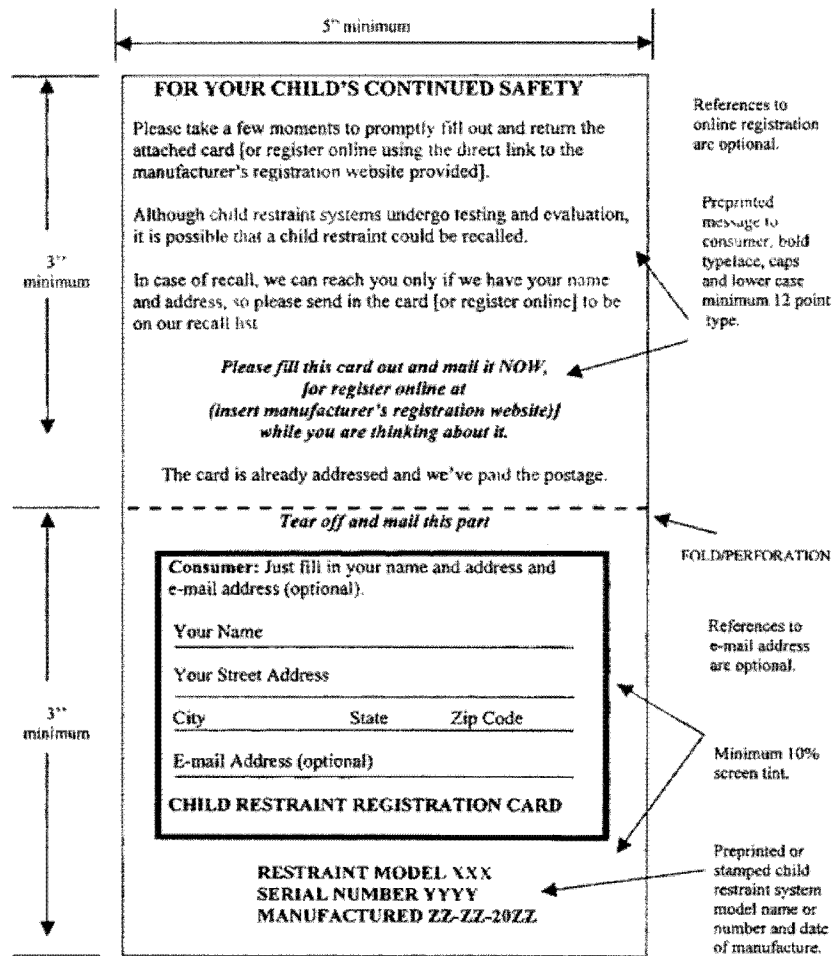 5" minimum
FOR YOUR CHILD'S CONTINUED SAFETY
Please take a few moments to promptly fill out and return the
attached card [or register online using the direct link to the
manufacturer's registration website provided].
Although child restraint systems undergo testing and evaluation,
it is possible that a child restraint could be recalled.
In case of recall, we can reach you only if we have your name
and address, so please send in the card [or register online] to be
on our recall list
Please fill this card out and mail it NOW,
[or register online at
(insert manufacturer's registration website)]
while you are thinking about it.
The card is already addressed and we've paid the postage.
3" 
minimum
References to
online registration
are optional.
Preprinted
message to
consumer, bold
typeface, caps
and lower case
minimum 12 point
type.
Tear off and mail this part
FOLD/PERFORATION
Consumer: Just fill in your name and address and
e-mail address (optional).
Your Name
Your Street Address
City State Zip Code
E-mail Address (optional)
CHILD RESTRAINT REGISTRATION CARD
RESTRAINT MODEL XXX
SERIAL NUMBER YYYY
MANUFACTURED ZZ-ZZ-20ZZ
3"
minimum
References to
e-mail address
are optional.
Minimum 10%
screen tint.
Preprinted or
stamped child
restraint system
model name or
number and date
of manufacture.